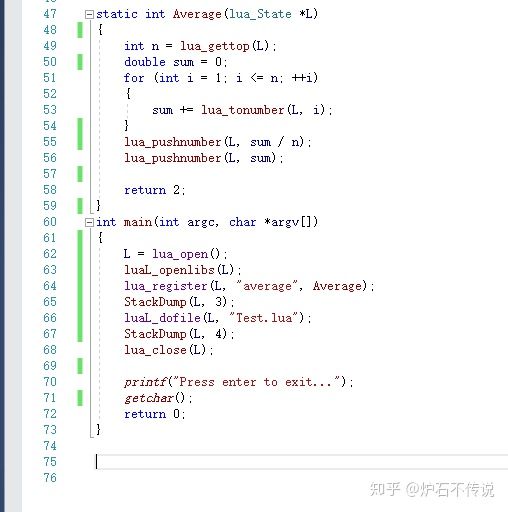 47 static int Average(lua_State *L)
48 {
49 int n = lua_gettop(L);
50 double sum = 0;
51 for (int i = 1; i <= n; ++i)
52 {
53 sum += lua_tonumber(L, i);
54 }
55 lua_pushnumber(L, sum / n);
56 lua_pushnumber(L, sum);
57
58 return 2;
59 }
60 int main(int argc, char *argv[])
61 {
62 L = lua_open();
63 luaL_openlibs(L);
64 lua_register(L, "average", Average);
65 StackDump(L, 3);
66 luaL_dofile(L, "Test.lua");
67 StackDump(L, 4);
68 lua_close(L);
69
70 printf("Press enter to exit...");
71 getchar();
72 return 0;
73 }
74
75
76
知乎 @炉石不传说